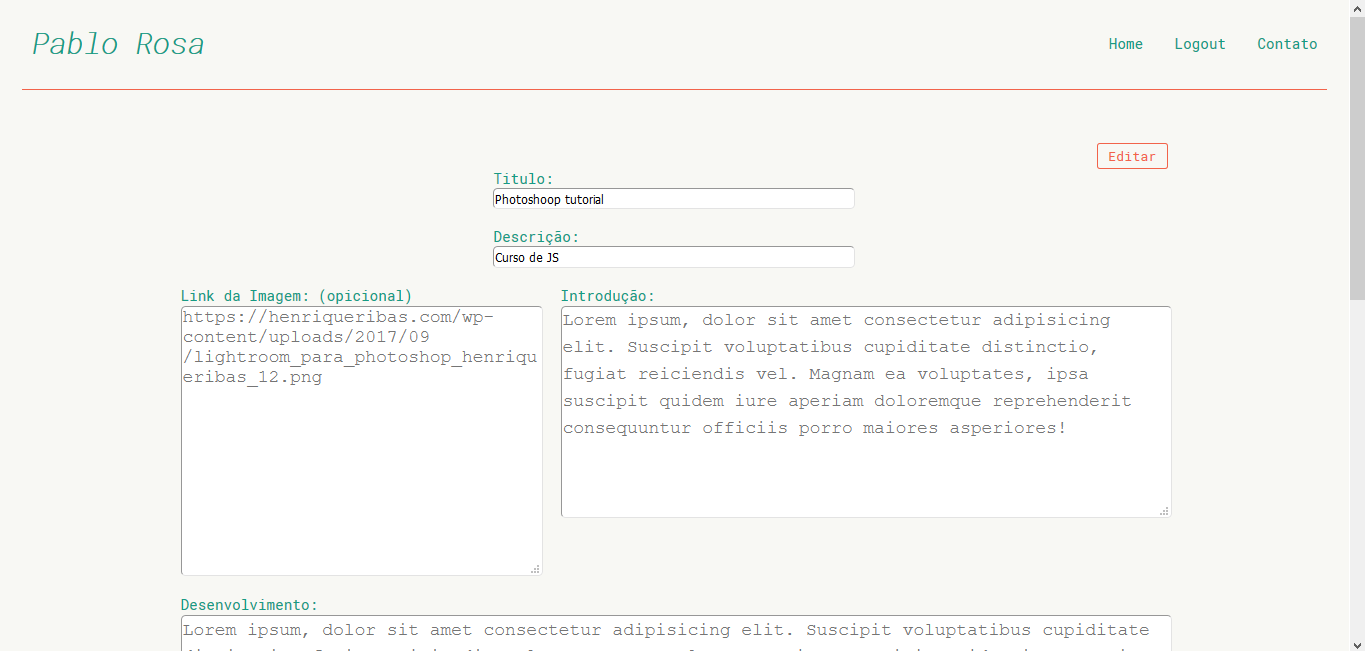 Pablo Rosa
Home Logout Contato
Editar
Titulo:
Photoshoop tutorial
Descrição:
Curso de JS
Link da Imagem: (opicional)
https://henriqueribas.com/wp-
content/uploads/2017/09
/lightroom_para_photoshop_henriqu
eribas_12.png
Introdução:
Lorem ipsum, dolor sit amet consectetur adipisicing
elit. Suscipit voluptatibus cupiditate distinctio,
fugiat reiciendis vel. Magnam ea voluptates, ipsa
suscipit quidem iure aperiam doloremque reprehenderit
consequuntur officiis porro maiores asperiores!
Desenvolvimento:
Lorem ipsum, dolor sit amet consectetur adipisicing elit. Suscipit voluptatibus cupiditate